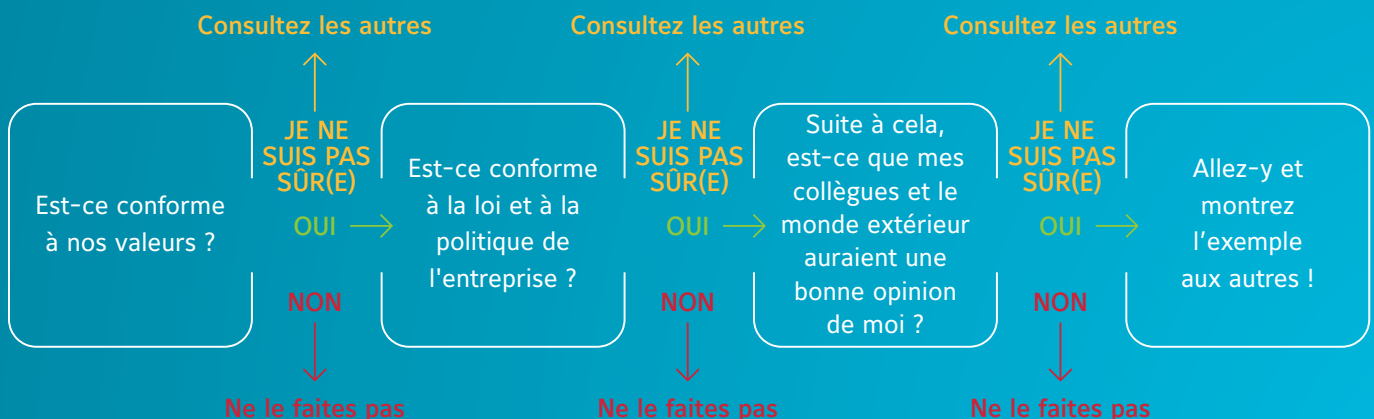 Consultez les autres
Consultez les autres
Consultez les autres
Est-ce conforme
à nos valeurs ?
JE NE
SUIS PAS
SÛR(E)
OUI
NON
Est-ce conforme
à la loi et à la
politique de
l'entreprise ?
JE NE
SUIS PAS
SÛR(E)
OUI
NON
Suite à cela,
est-ce que mes
collègues et le
monde extérieur
auraient une
bonne opinion
de moi ?
JE NE
SUIS PAS
SÛR(E)
OUI
NON
Allez-y et
montrez
l’exemple
aux autres !
Ne le faites pas
Ne le faites pas
Ne le faites pas